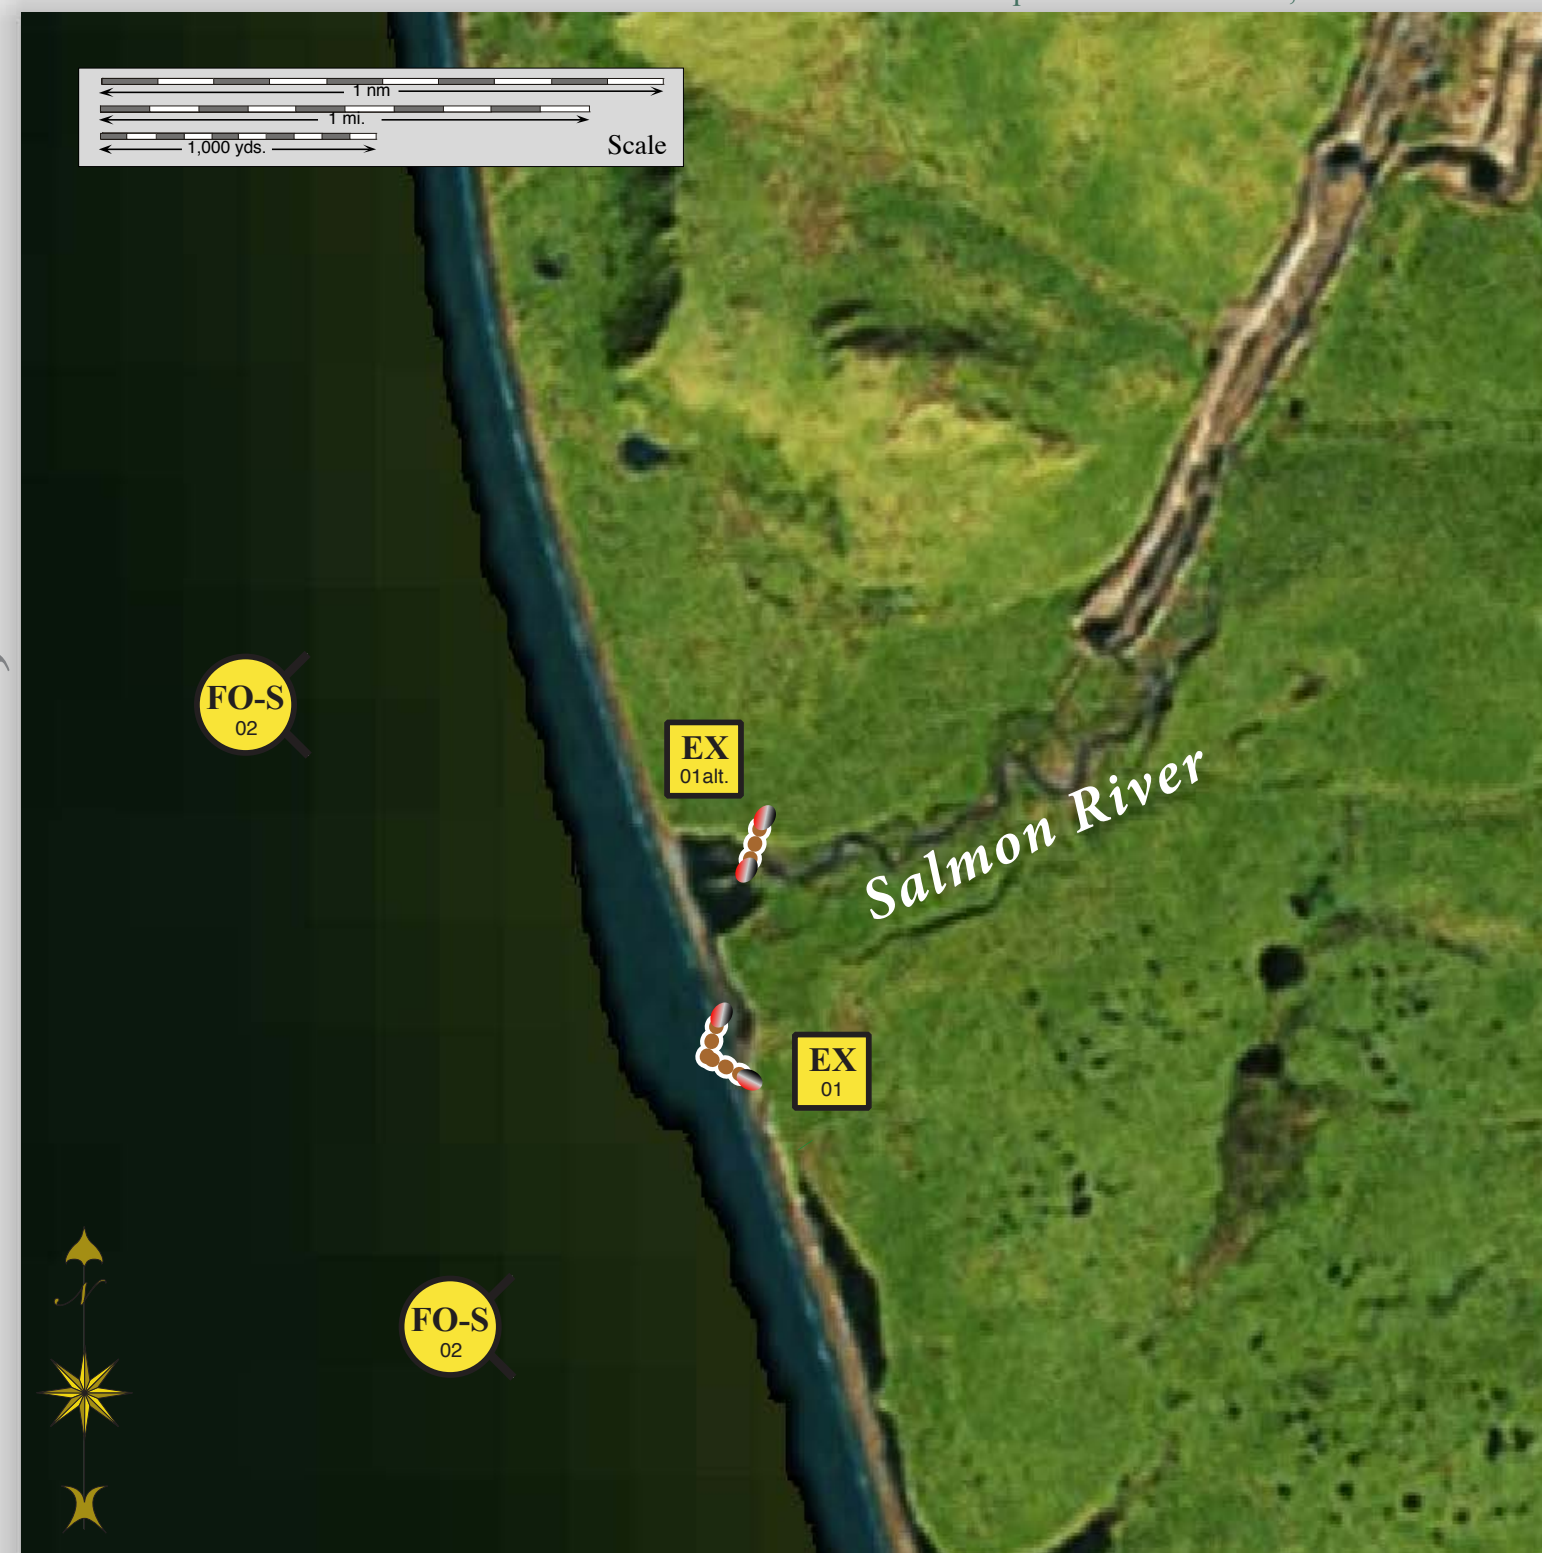 1 nm
1 mi.
1,000 yds.
Scale
FO-S
02
EX
01alt.
Salmon River
EX
01
FO-S
02
N